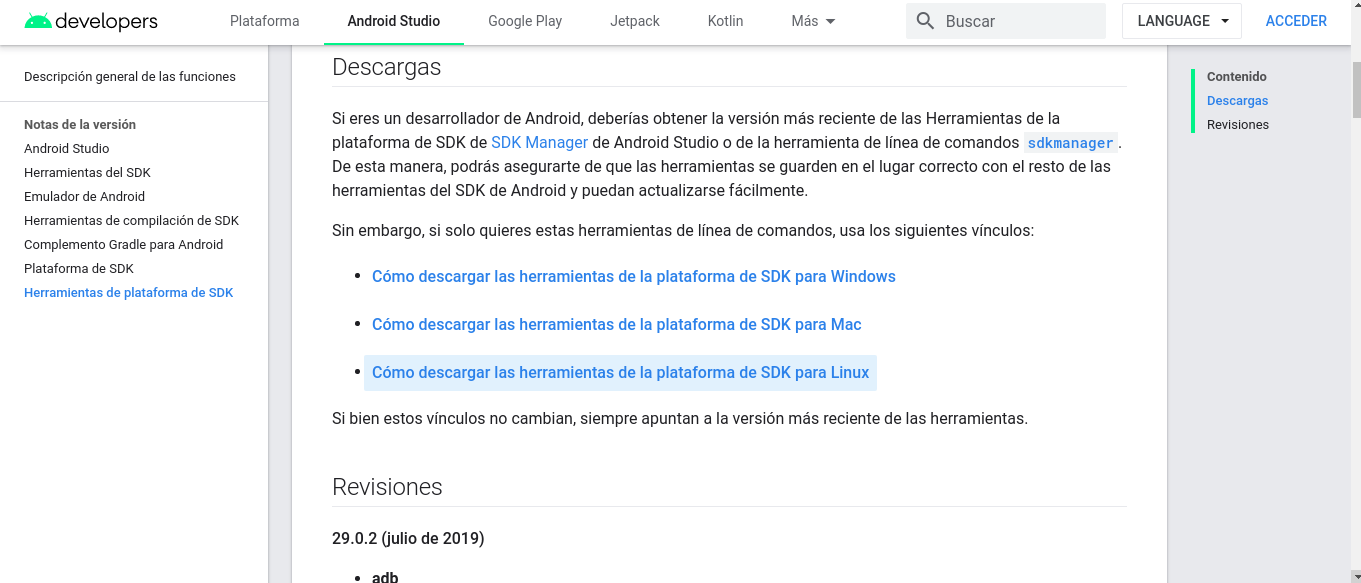 developers
Plataforma
Android Studio
Google Play
Jetpack
Kotlin
Más
Buscar
LANGUAGE
ACCEDER
Descripción general de las funciones
Notas de la versión
Android Studio
Herramientas del SDK
Emulador de Android
Herramientas de compilación de SDK
Complemento Gradle para Android
Plataforma de SDK
Herramientas de plataforma de SDK
Descargas
Si eres un desarrollador de Android, deberías obtener la versión más reciente de las Herramientas de la
plataforma de SDK de SDK Manager de Android Studio o de la herramienta de línea de comandos sdkmanager.
De esta manera, podrás asegurarte de que las herramientas se guarden en el lugar correcto con el resto de las
herramientas del SDK de Android y puedan actualizarse fácilmente.
Sin embargo, si solo quieres estas herramientas de línea de comandos, usa los siguientes vínculos:
• Cómo descargar las herramientas de la plataforma de SDK para Windows
• Cómo descargar las herramientas de la plataforma de SDK para Mac
• Cómo descargar las herramientas de la plataforma de SDK para Linux
Si bien estos vínculos no cambian, siempre apuntan a la versión más reciente de las herramientas.
Revisiones
29.0.2 (julio de 2019)
• adb
Contenido
Descargas
Revisiones